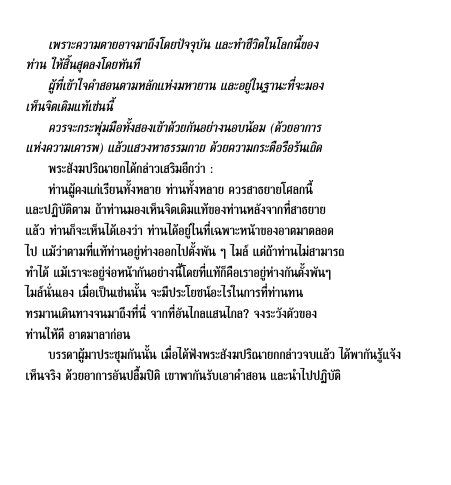 เพราะความตายอาจมาถึงโดยปัจจุบัน และทำชีวิตในโลกนี้ของ
ท่าน ให้สิ้นสุดลงโดยทันที
ผู้ที่เข้าใจคำสอนตามหลักแห่งมหายาน และอยู่ในฐานะที่จะมอง
เห็นจิตเดิมแท้เช่นนี้
ควรจะกระพุ่มมือทั้งสองเข้าด้วยกันอย่างนอบน้อม (ด้วยอาการ
แห่งความเคารพ) แล้วแสวงหาธรรมกาย ด้วยความกระตือรือร้นเถิด
พระสังฆปริณายกได้กล่าวเสริมอีกว่า :
ท่านผู้คงแก่เรียนทั้งหลาย ท่านทั้งหลาย ควรสาธยายโศลกนี้
และปฏิบัติตาม ถ้าท่านมองเห็นจิตเดิมแท้ของท่านหลังจากที่สาธยาย
แล้ว ท่านก็จะเห็นได้เองว่า ท่านได้อยู่ในที่เฉพาะหน้าของอาตมาตลอด
ไป แม้ว่าตามที่แท้ท่านอยู่ห่างออกไปตั้งพัน ๆ ไมล์ แต่ถ้าท่านไม่สามารถ
ทำได้ แม้เราจะอยู่จ่อหน้ากันอย่างนี้โดยที่แท้ก็คือเราอยู่ห่างกันตั้งพันๆ
ไมล์นั่นเอง เมื่อเป็นเช่นนั้น จะมีประโยชน์อะไรในการที่ท่านทน
ทรมานเดินทางจนมาถึงที่นี่ จากที่อันไกลแสนไกล? จงระวังตัวของ
ท่านให้ดี อาตมาลาก่อน
บรรดาผู้มาประชุมกันนั้น เมื่อได้ฟังพระสังฆปริณายกกล่าวจบแล้ว ได้พากันรู้แจ้ง
เห็นจริง ด้วยอาการอันปลื้มปิติ เขาพากันรับเอาคำสอน และนำไปปฏิบัติ